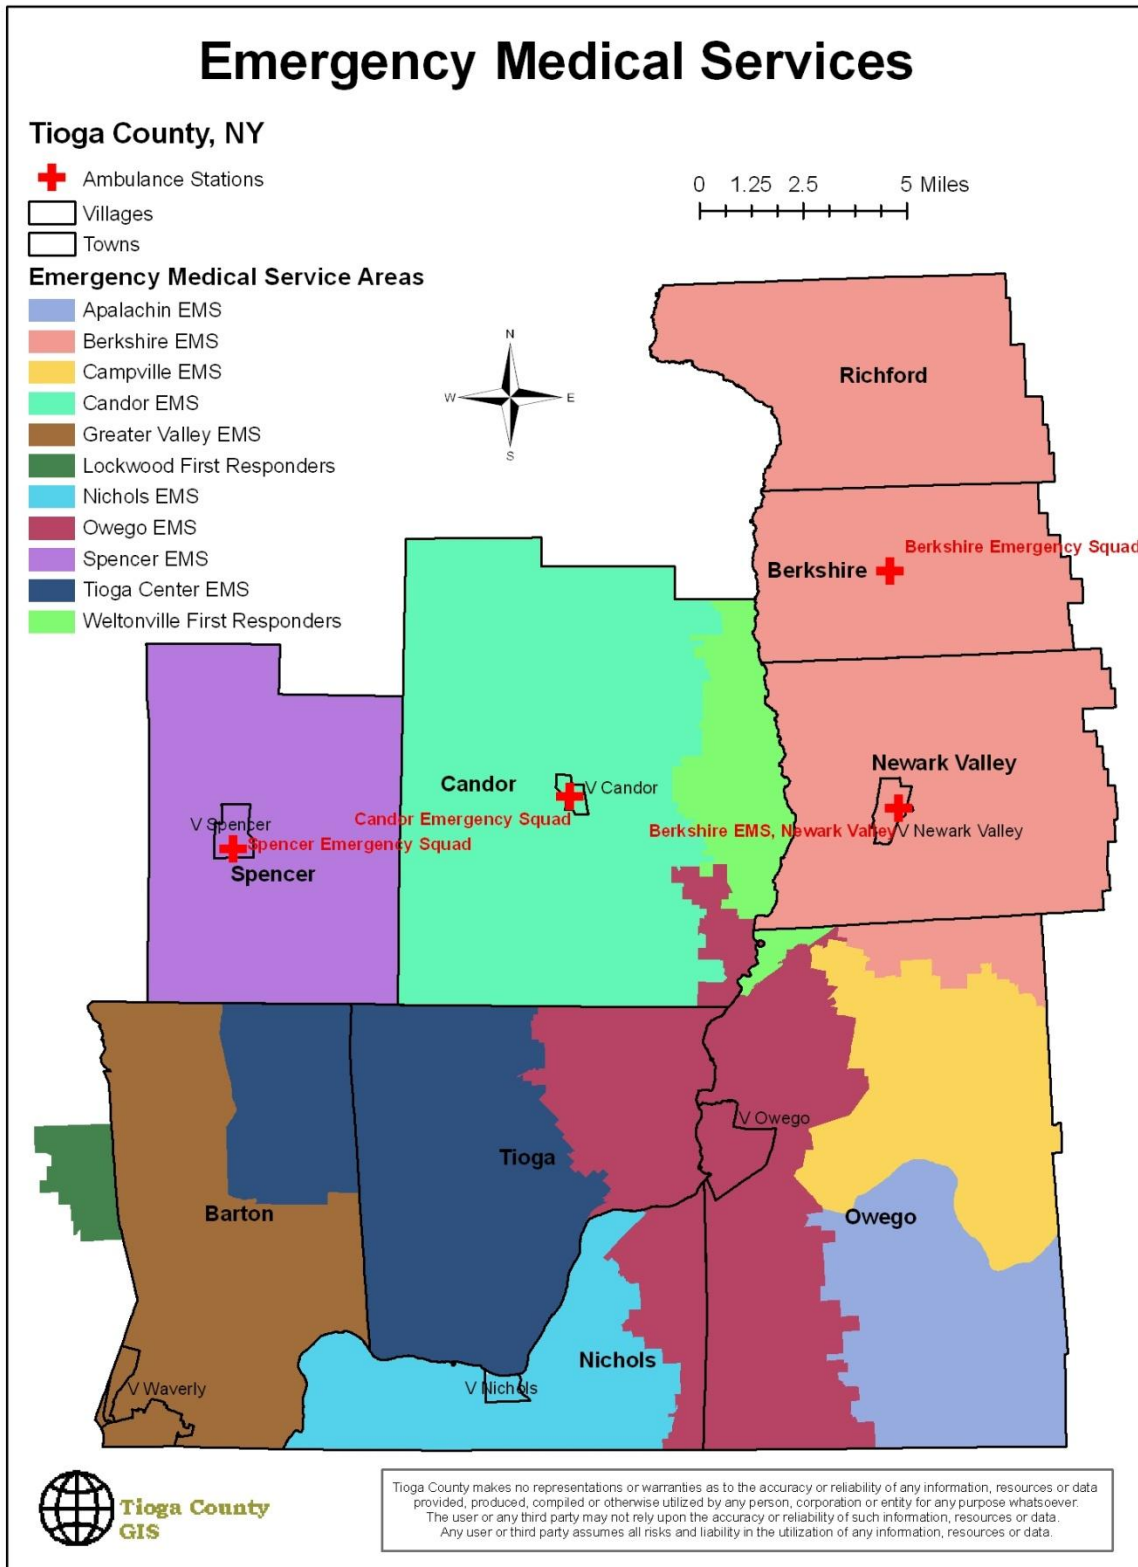 Emergency Medical Services
Tioga County, NY
Ambulance Stations
Villages
Towns
Emergency Medical Service Areas
Apalachin EMS
Berkshire EMS
Campville EMS
Candor EMS
Greater Valley EMS
Lockwood First Responders
Nichols EMS
Owego EMS
Spencer EMS
Tioga Center EMS
Weltonville First Responders
0 1.25 2.5 5 Miles
N
W E
S
Richford
Berkshire Emergency Squad
Berkshire
Newark Valley
Candor
V Candor
Candor Emergency Squad
Berkshire EMS, Newark Valley
V Newark Valley
V Spencer
Spencer Emergency Squad
Spencer
V Owego
Tioga
Barton
Owego
Nichols
V Waverly
V Nichols
Tioga County
GIS
Tioga County makes no representations or warranties as to the accuracy or reliability of any information, resources or data
provided, produced, compiled or otherwise utilized by any person, corporation or entity for any purpose whatsoever.
The user or any third party may not rely upon the accuracy or reliability of such information, resources or data.
Any user or third party assumes all risks and liability in the utilization of any information, resources or data.